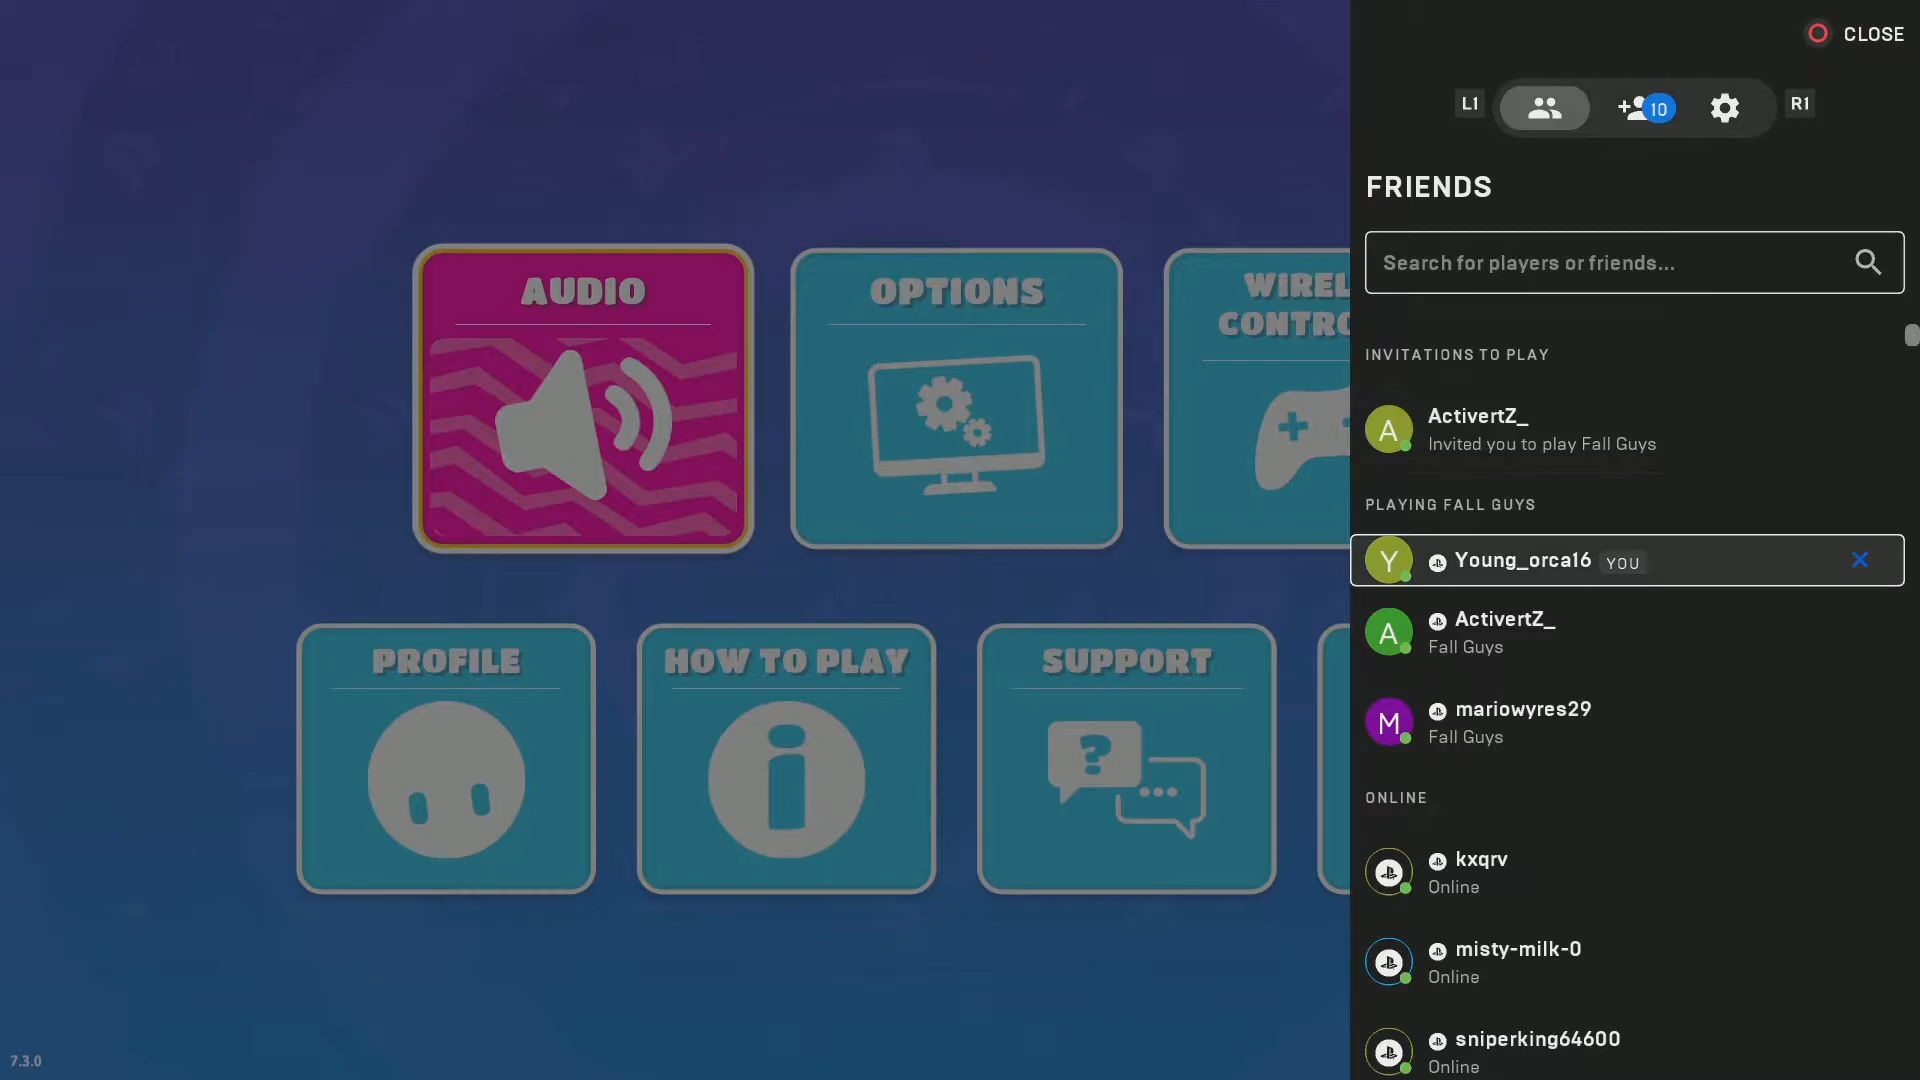 CLOSE
L1
10
R1
FRIENDS
Search for players or friends...
INVITATIONS TO PLAY
A
ActivertZ_
Invited you to play Fall Guys
PLAYING FALL GUYS
Y
Young_orca16 YOU
A
ActivertZ_
Fall Guys
M
mariowyres29
Fall Guys
ONLINE
kxqrv
Online
misty-milk-0
Online
sniperking64600
Online
AUDIO
OPTIONS
WIREL
CONTRO
PROFILE
HOW TO PLAY
SUPPORT
?
i
7.3.0